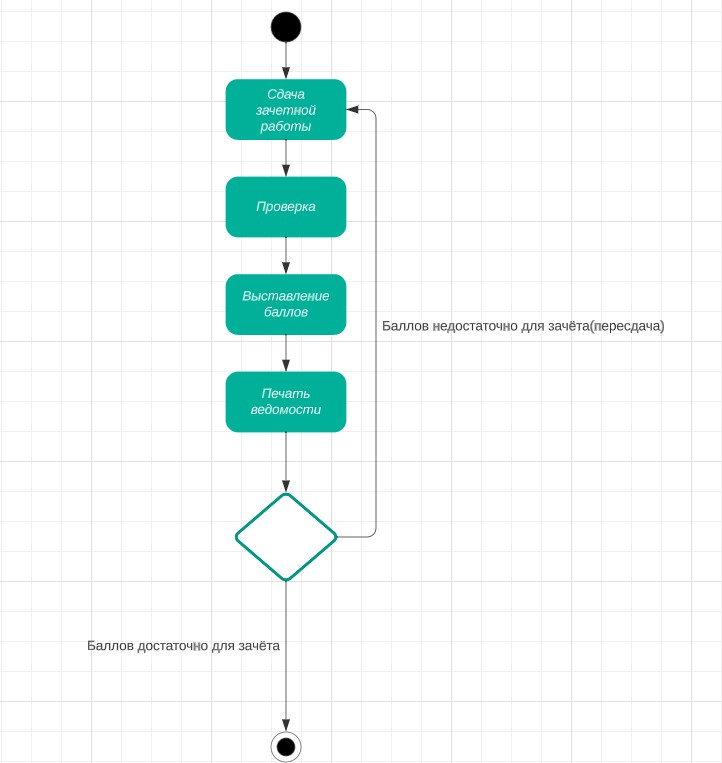 Сдача
зачетной
работы
Проверка
Выставление
баллов
Баллов недостаточно для зачёта(пересдача)
Печать
ведомости
Баллов достаточно для зачёта